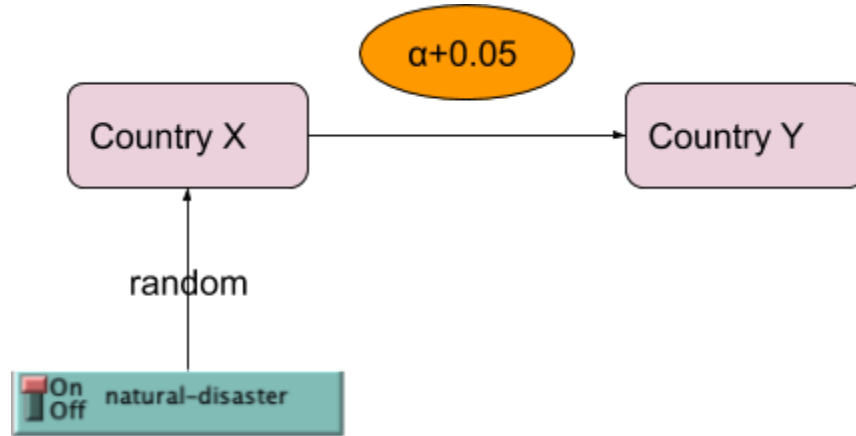 α+0.05
Country X
Country Y
random
On
Off
natural-disaster